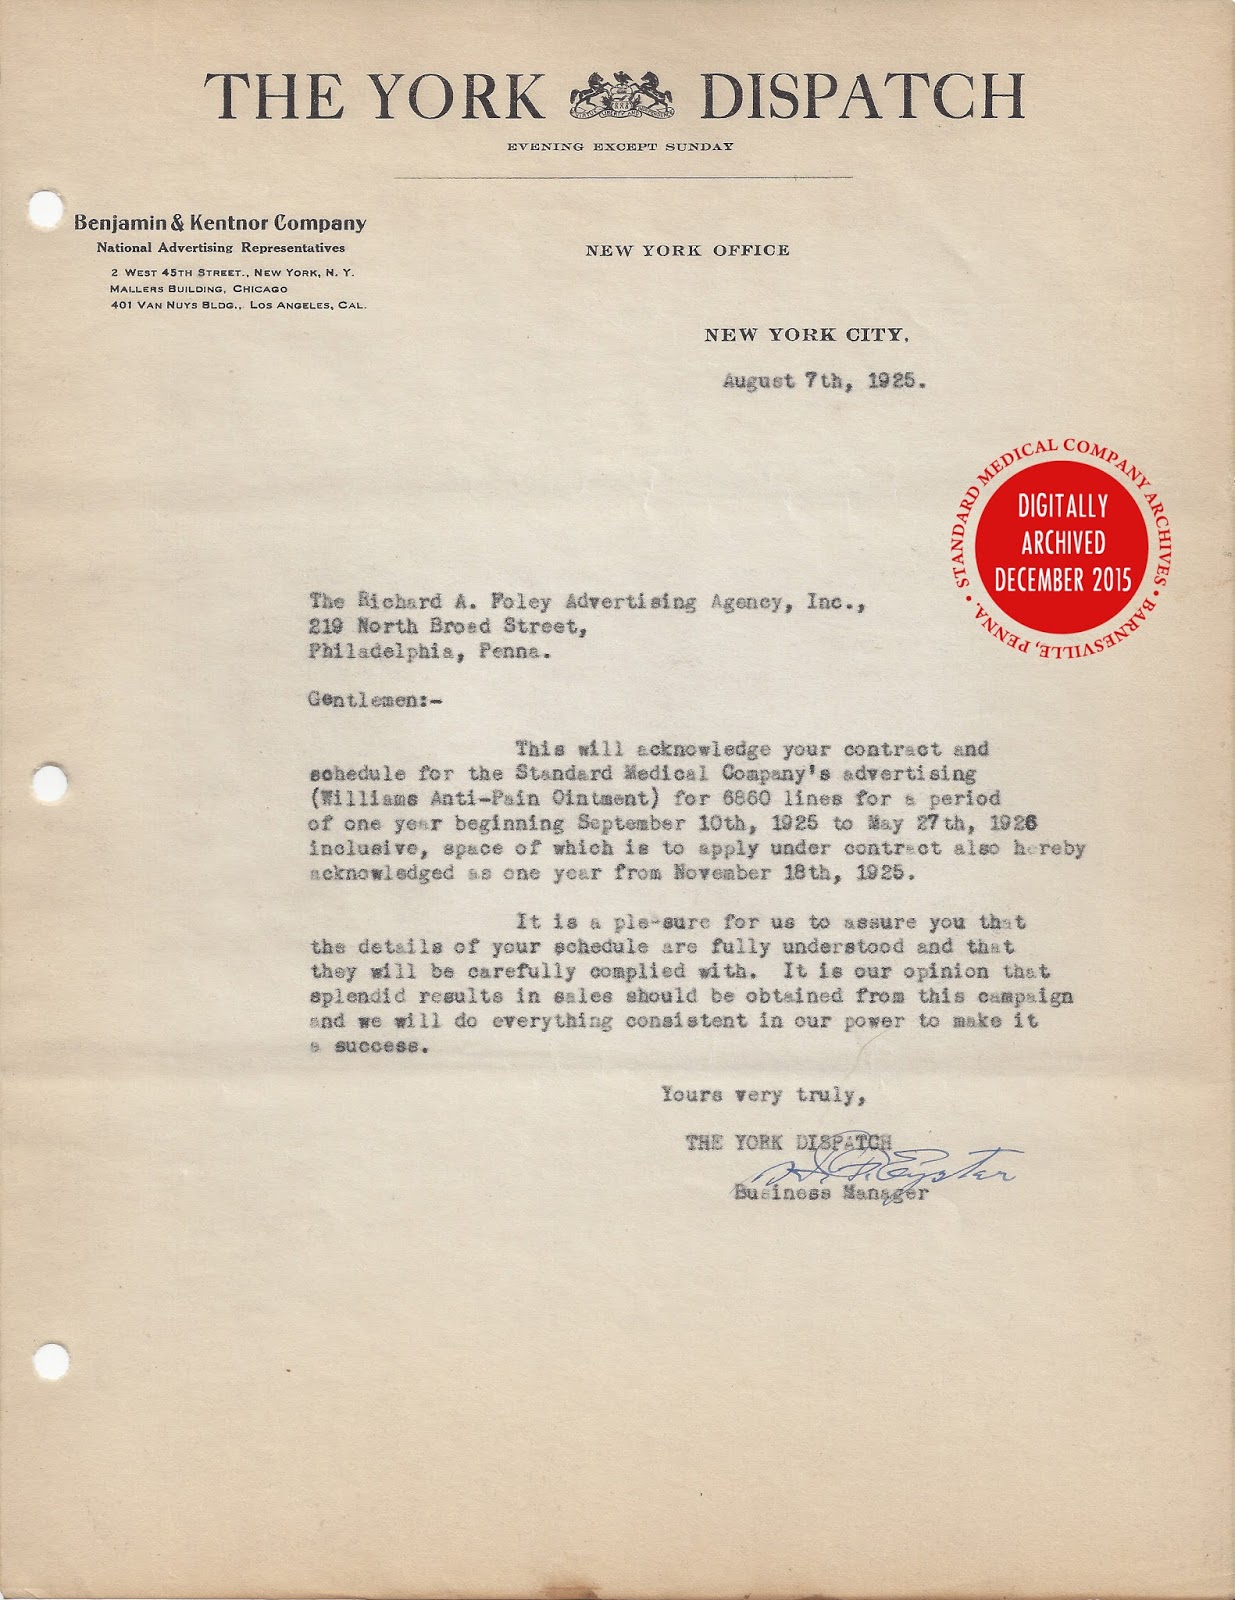 THE YORK DISPATCH
EVENING EXCEPT SUNDAY
Benjamin & Kentnor Company
National Advertising Representatives
2 WEST 45TH STREET., NEW YORK, N. Y.
MALLERS BUILDING, CHICAGO
401 VAN NUYS BLDG., LOS ANGELES, CAL.
NEW YORK OFFICE
NEW YORK CITY,
August 7th, 1925.
STANDARD MEDICAL COMPANY ARCHIVES • BARNESVILLE, PENNA. •
DIGITALLY
ARCHIVED
DECEMBER 2015
The Richard A. Foley Advertising Agency, Inc.,
219 North Broad Street,
Philadelphia, Penna.
Gentlemen:-
This will acknowledge your contract and
schedule for the Standard Medical Company's advertising
(Williams Anti-Pain Ointment) for 6860 lines for a period
of one year beginning September 10th, 1925 to May 27th, 1926
inclusive, space of which is to apply under contract also hereby
acknowledged as one year from November 18th, 1925.
It is a pleasure for us to assure you that
the details of your schedule are fully understood and that
they will be carefully complied with. It is our opinion that
splendid results in sales should be obtained from this campaign
and we will do everything consistent in our power to make it
a success.
Yours very truly,
THE YORK DISPATCH
Eyster
Business Manager